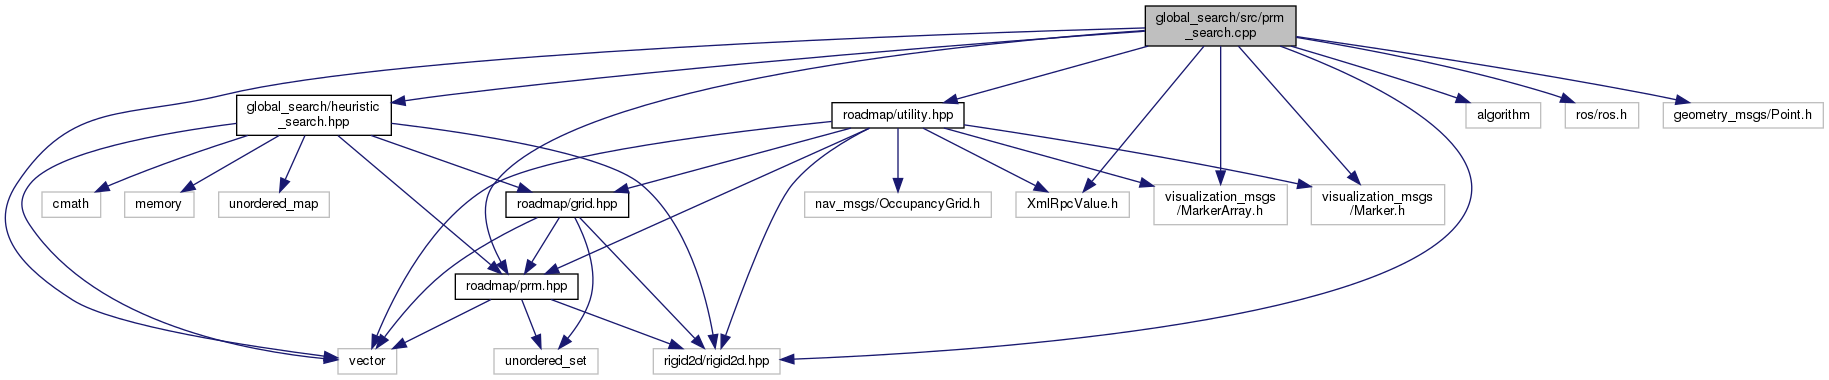 global_search/src/prm
_search.cpp
global_search/heuristic
_search.hpp
roadmap/utility.hpp
algorithm
ros/ros.h
geometry_msgs/Point.h
cmath
memory
unordered_map
roadmap/grid.hpp
nav_msgs/OccupancyGrid.h
XmlRpcValue.h
visualization_msgs
/MarkerArray.h
visualization_msgs
/Marker.h
roadmap/prm.hpp
vector
unordered_set
rigid2d/rigid2d.hpp